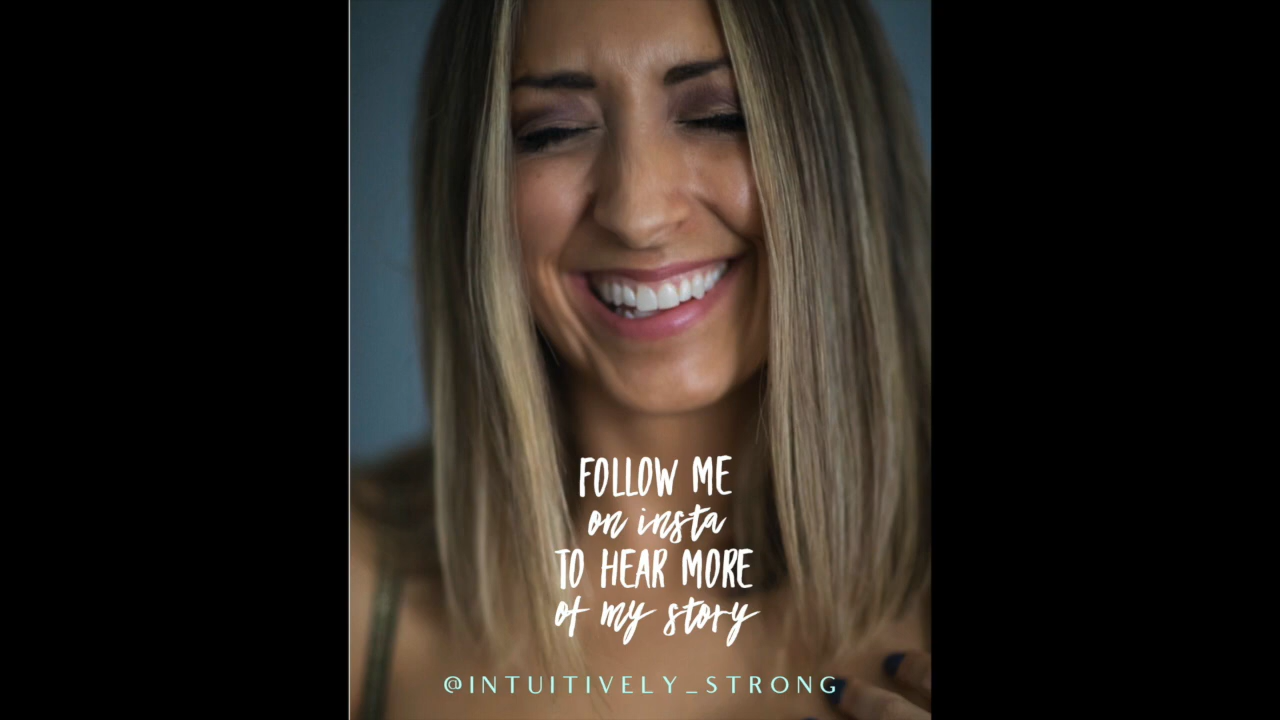 FOLLOW ME
on insta
TO HEAR MORE
of my story
@INTUITIVELY_STRONG